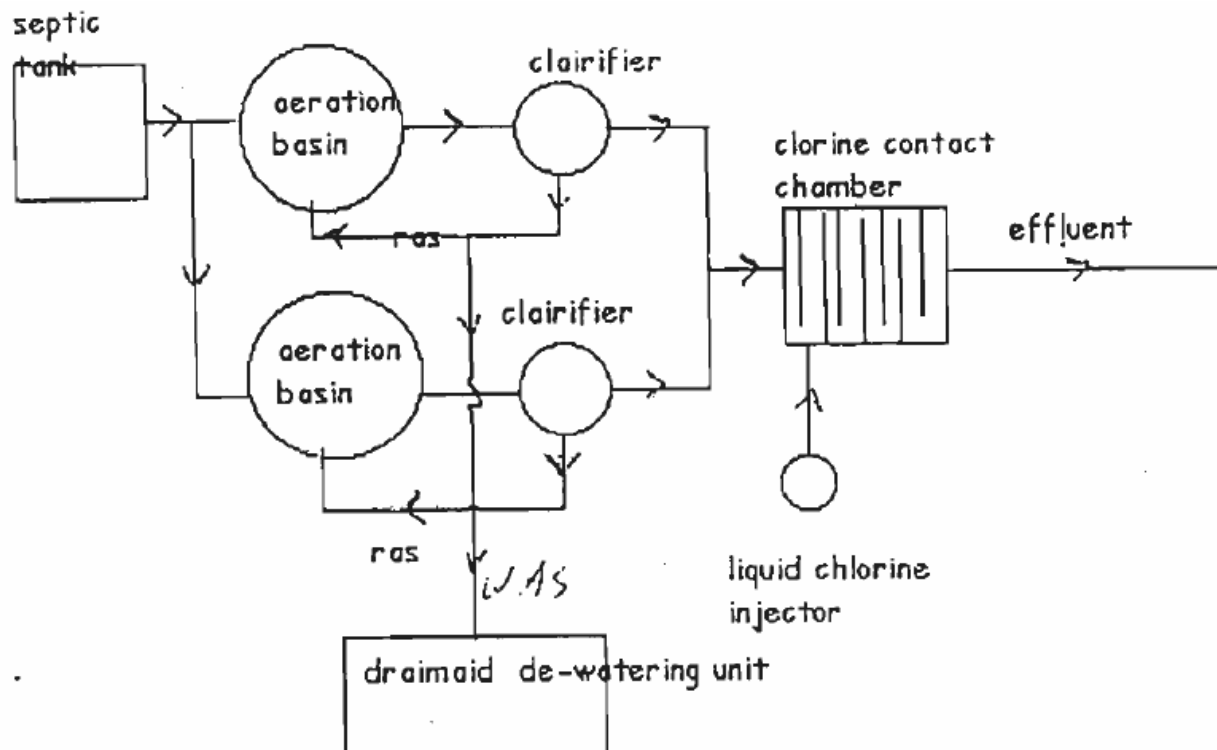 septic
tank
aeration
basin
clairifier
clorine contact
chamber
effluent
ras
clairifier
aeration
basin
ras
W.AS
liquid chlorine
injector
draimaid de-watering unit